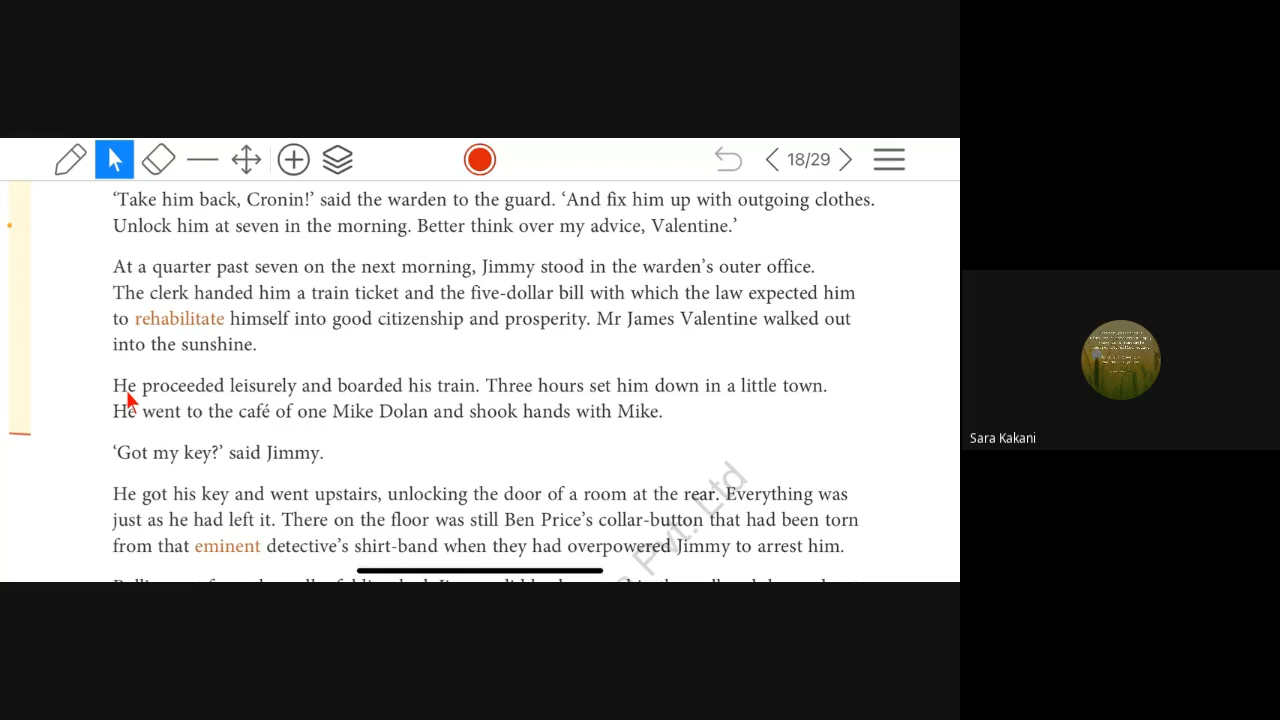 18/29
‘Take him back, Cronin!’ said the warden to the guard. ‘And fix him up with outgoing clothes.
Unlock him at seven in the morning. Better think over my advice, Valentine.’
At a quarter past seven on the next morning, Jimmy stood in the warden’s outer office.
The clerk handed him a train ticket and the five-dollar bill with which the law expected him
to rehabilitate himself into good citizenship and prosperity. Mr James Valentine walked out
into the sunshine.
He proceeded leisurely and boarded his train. Three hours set him down in a little town.
He went to the café of one Mike Dolan and shook hands with Mike.
‘Got my key?’ said Jimmy.
He got his key and went upstairs, unlocking the door of a room at the rear. Everything was
just as he had left it. There on the floor was still Ben Price’s collar-button that had been torn
from that eminent detective’s shirt-band when they had overpowered Jimmy to arrest him.
Pvt. Ltd
Sara Kakani